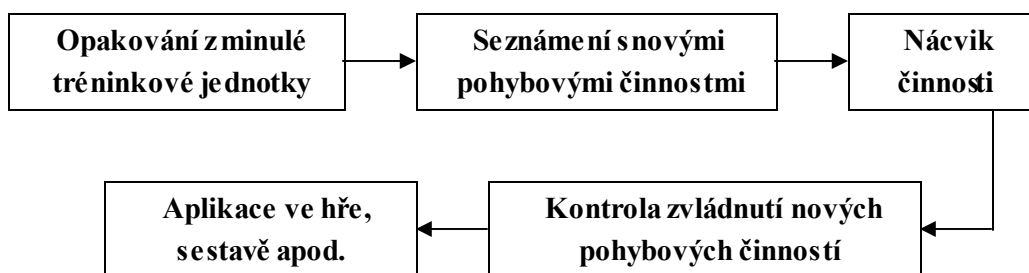 Opakování z minulé
tréninkové jednotky
Seznámení s novými
pohybovými činnostmi
Nácvik
činnosti
Kontrola zvládnutí nových
pohybových činností
Aplikace ve hře,
sestavě apod.